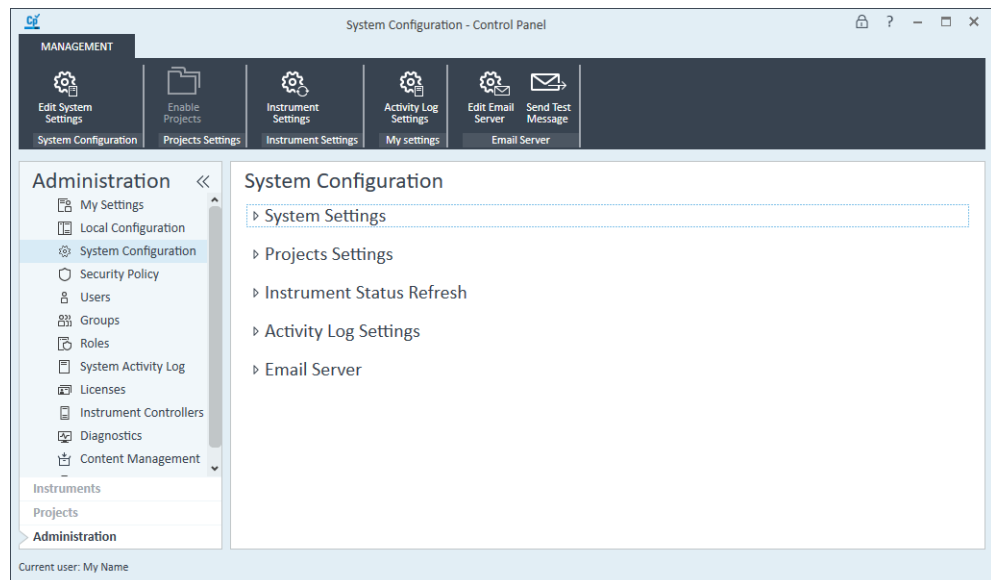 Cp
System Configuration - Control Panel
?
MANAGEMENT
Edit System
Settings
Enable
Projects
Instrument
Settings
Activity Log
Settings
Edit Email
Server
Send Test
Message
System Configuration
Projects Settings
Instrument Settings
My settings
Email Server
Administration
My Settings
Local Configuration
System Configuration
Security Policy
Users
Groups
Roles
System Activity Log
Licenses
Instrument Controllers
Diagnostics
Content Management
Instruments
Projects
Administration
System Configuration
System Settings
Projects Settings
Instrument Status Refresh
Activity Log Settings
Email Server
Current user: My Name